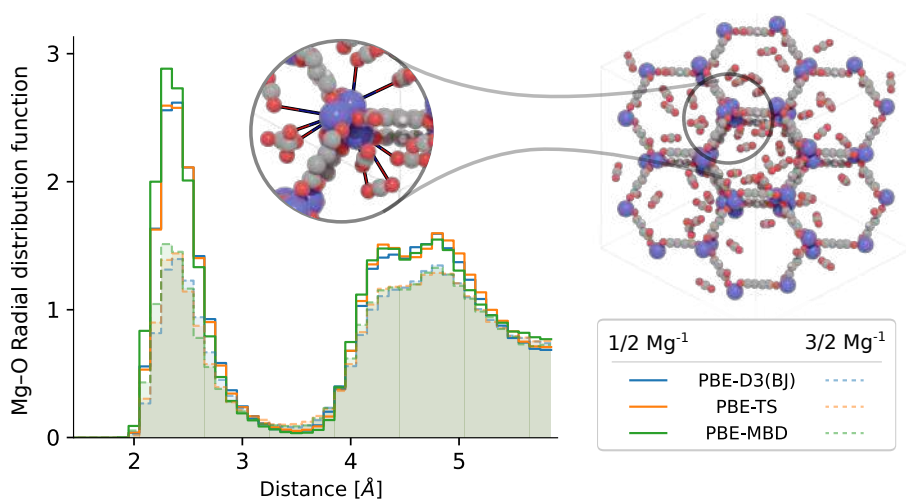 Mg–O Radial distribution function
3
2
1
0
2
3
4
5
Distance [Å]
1/2 Mg⁻¹ 3/2 Mg⁻¹
PBE-D3(BJ)
PBE-TS
PBE-MBD